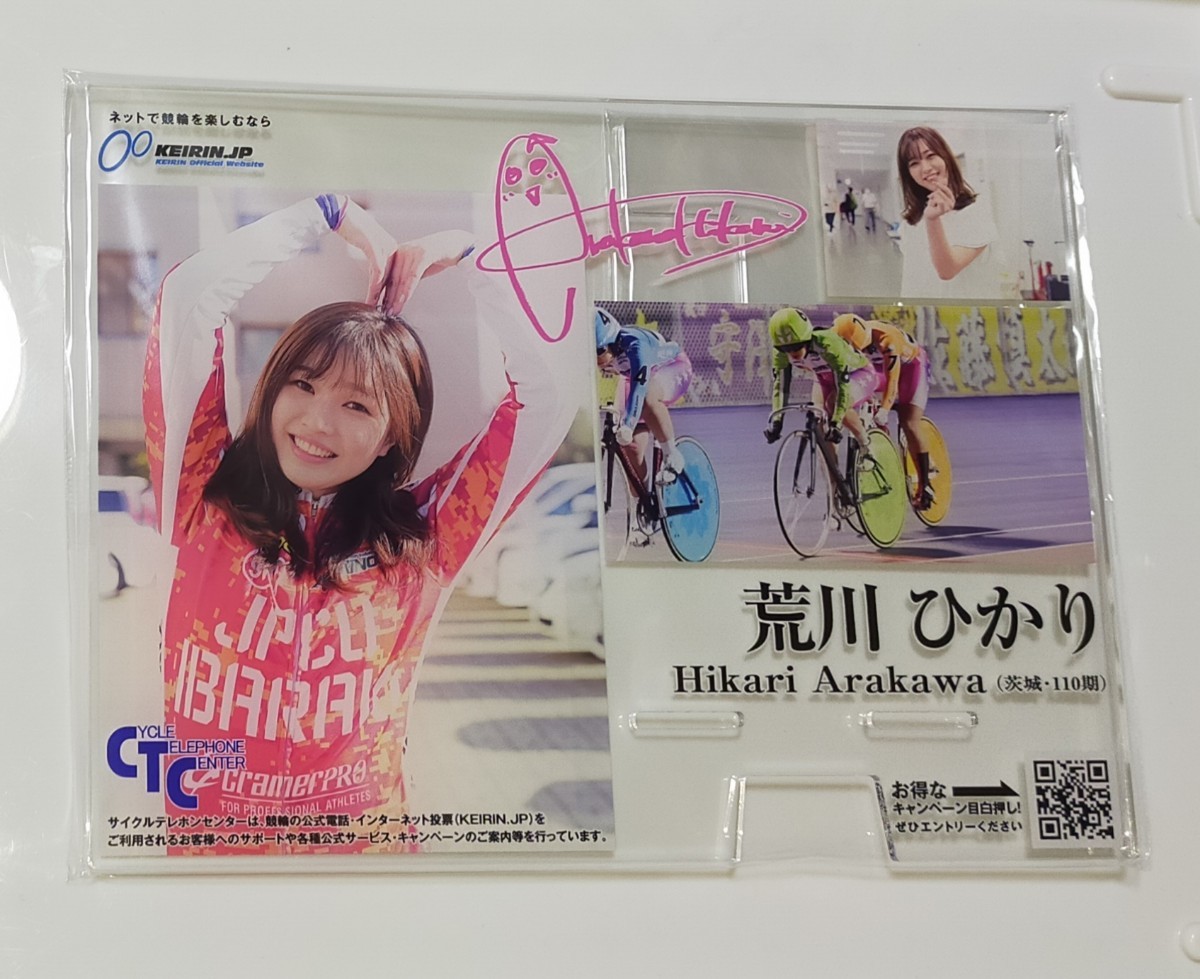 ネットで競輪を楽しむなら
KEIRIN.JP
KEIRIN Official Website
JPCU
IBARAKI
CYCLE
TELEPHONE
CENTER
CramerPRO
FOR PROFESSIONAL ATHLETES
サイクルテレホンセンターは、競輪の公式電話・インターネット投票(KEIRIN.JP)を
ご利用されるお客様へのサポートや各種公式サービス・キャンペーンのご案内等を行っています。
4
荒川 ひかり
Hikari Arakawa (茨城・110期)
お得な
キャンペーン目白押し!
ぜひエントリーください